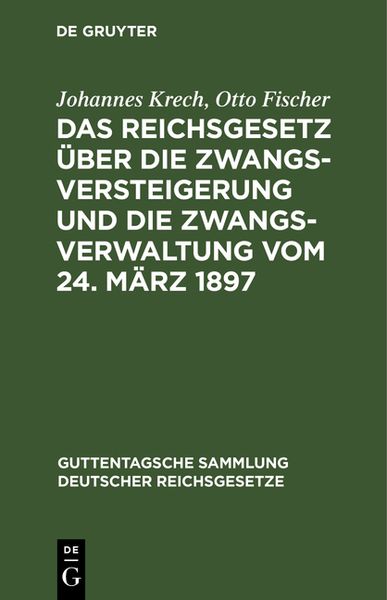 DE GRUYTER
Johannes Krech, Otto Fischer
DAS REICHSGESETZ
ÜBER DIE ZWANGS-
VERSTEIGERUNG
UND DIE ZWANGS-
VERWALTUNG VOM
24. MÄRZ 1897
GUTTENTAGSCHE SAMMLUNG
DEUTSCHER REICHSGESETZE
DE
G